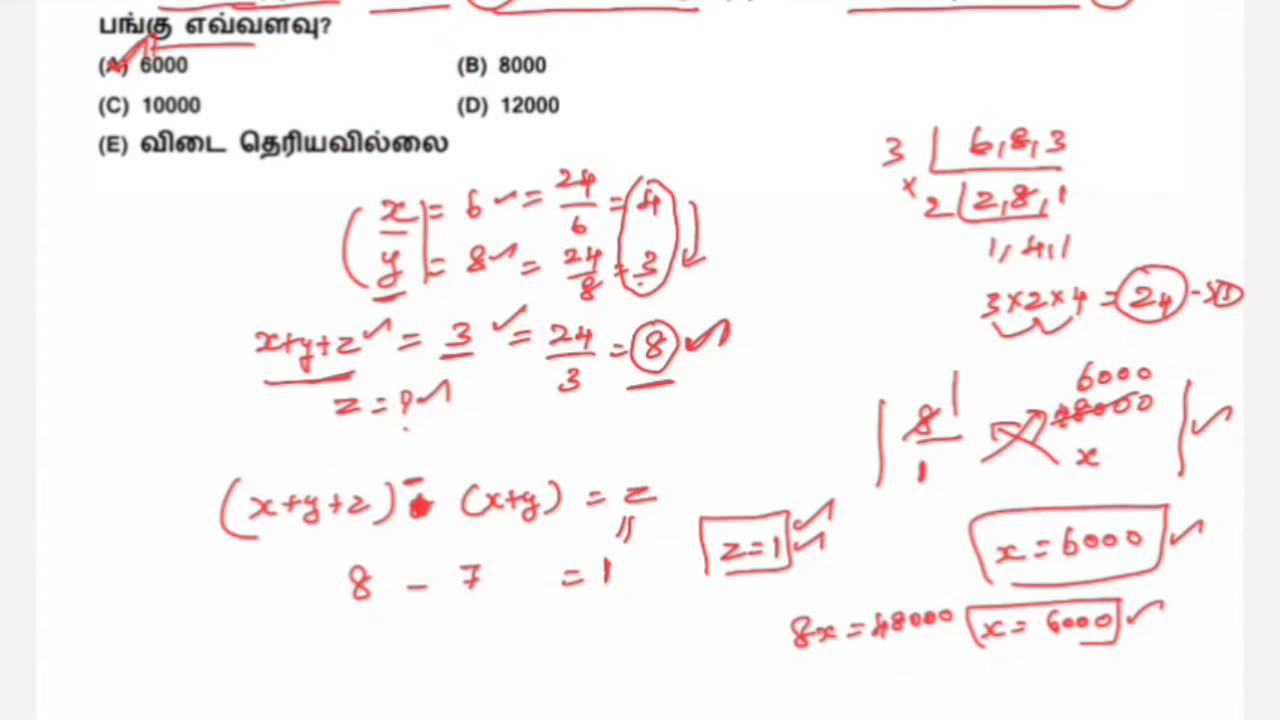 பங்கு எவ்வளவு?
(A) 6000 (B) 8000
(C) 10000 (D) 12000
(E) விடை தெரியவில்லை
3 | 6, 8, 3
× 2 | 2, 8, 1
1, 4, 1
3 × 2 × 4 = 24
x = 6 = 24/6 = 4
y = 8 = 24/8 = 3
x+y+z = 3 = 24/3 = 8
z = ?
(x+y+z) - (x+y) = z
8 - 7 = 1
z = 1
6000
8 1 48000
1 x
x = 6000
8x = 48000 x = 6000